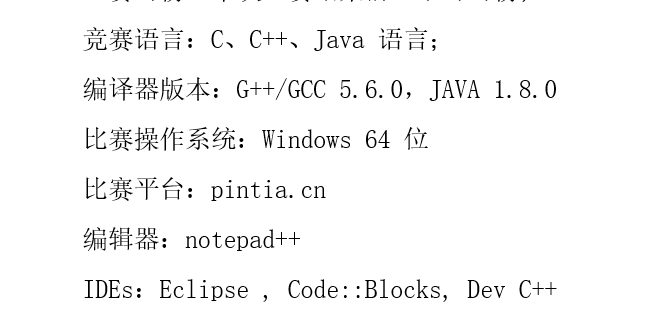 竞赛语言：C、C++、Java 语言；
编译器版本：G++/GCC 5.6.0，JAVA 1.8.0
比赛操作系统：Windows 64 位
比赛平台：pintia.cn
编辑器：notepad++
IDEs：Eclipse , Code::Blocks, Dev C++